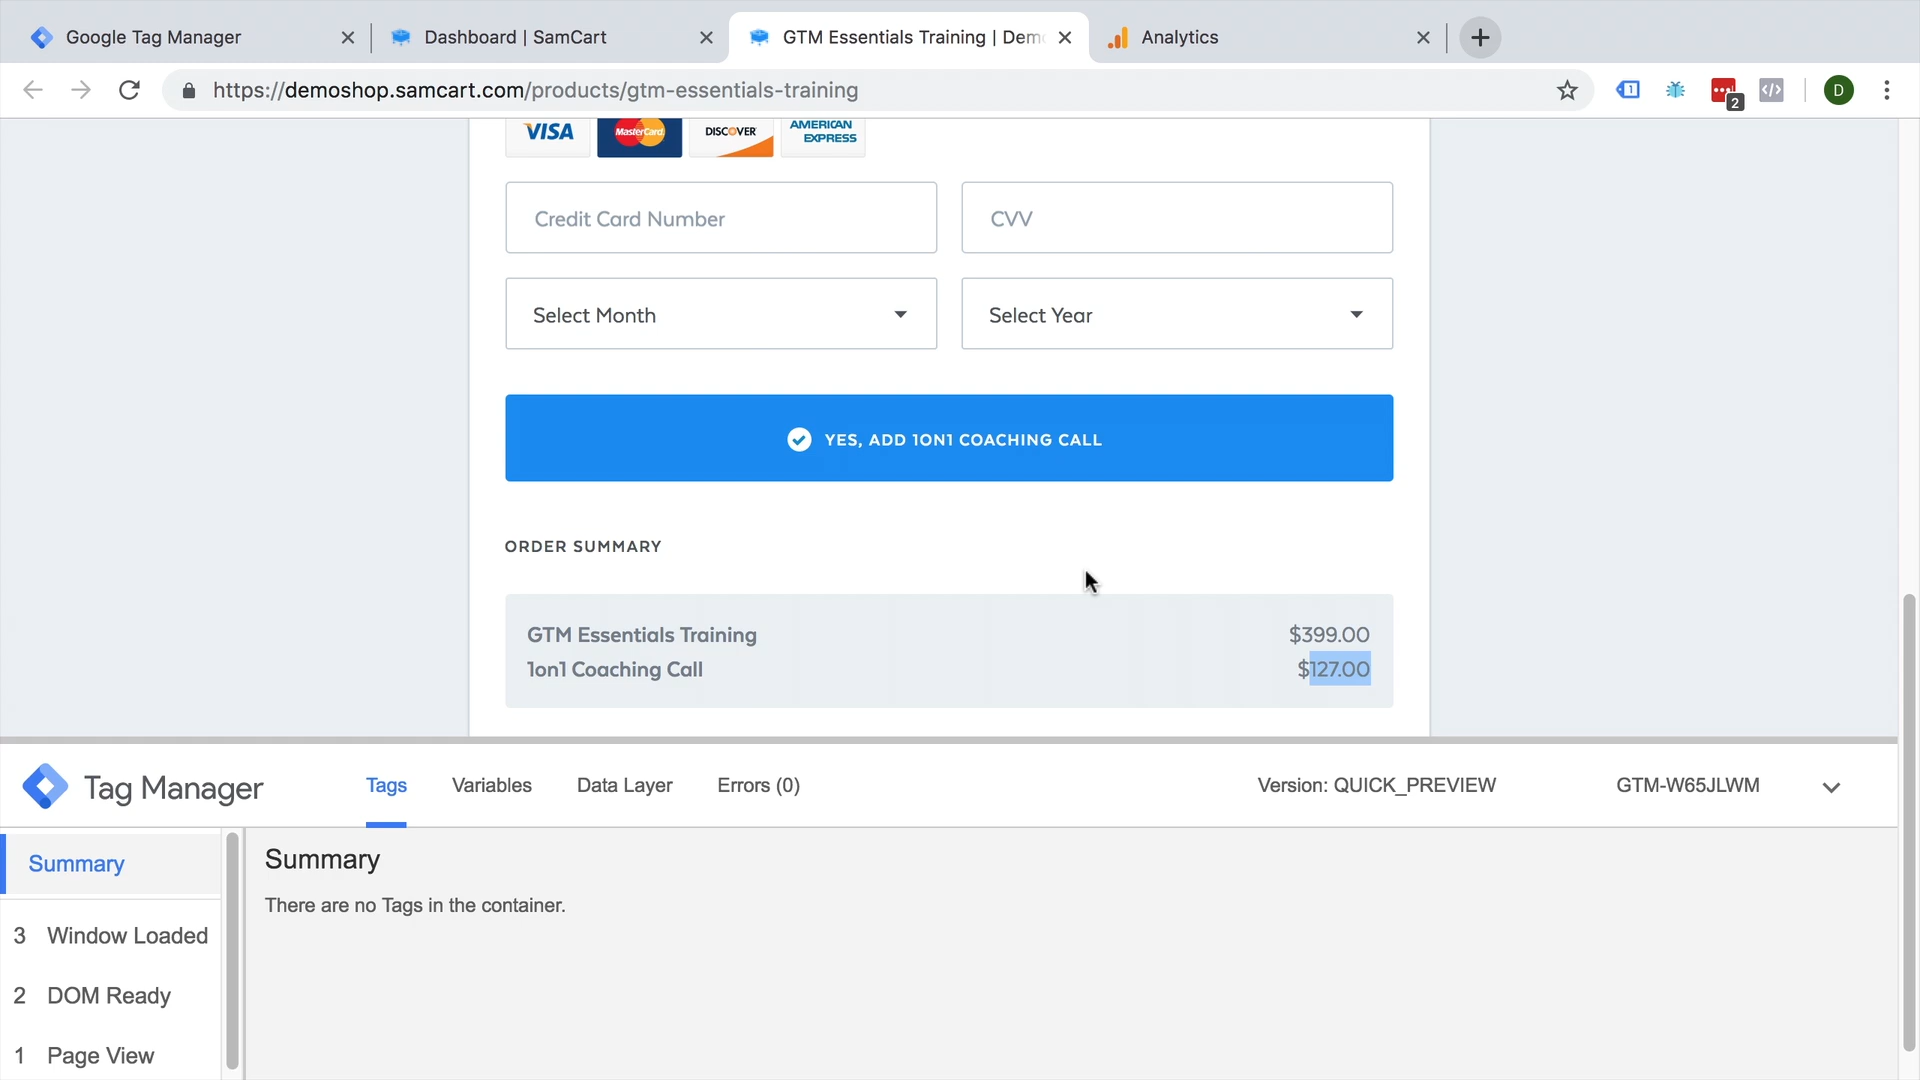 Google Tag Manager
Dashboard | SamCart
GTM Essentials Training | Dem
Analytics
https://demoshop.samcart.com/products/gtm-essentials-training
1
2
</>
D
VISA
MasterCard
DISCOVER
AMERICAN
EXPRESS
Credit Card Number
CVV
Select Month
Select Year
YES, ADD 1ON1 COACHING CALL
ORDER SUMMARY
GTM Essentials Training $399.00
1on1 Coaching Call $127.00
Tag Manager
Tags
Variables
Data Layer
Errors (0)
Version: QUICK_PREVIEW
GTM-W65JLWM
Summary
3 Window Loaded
2 DOM Ready
1 Page View
Summary
There are no Tags in the container.